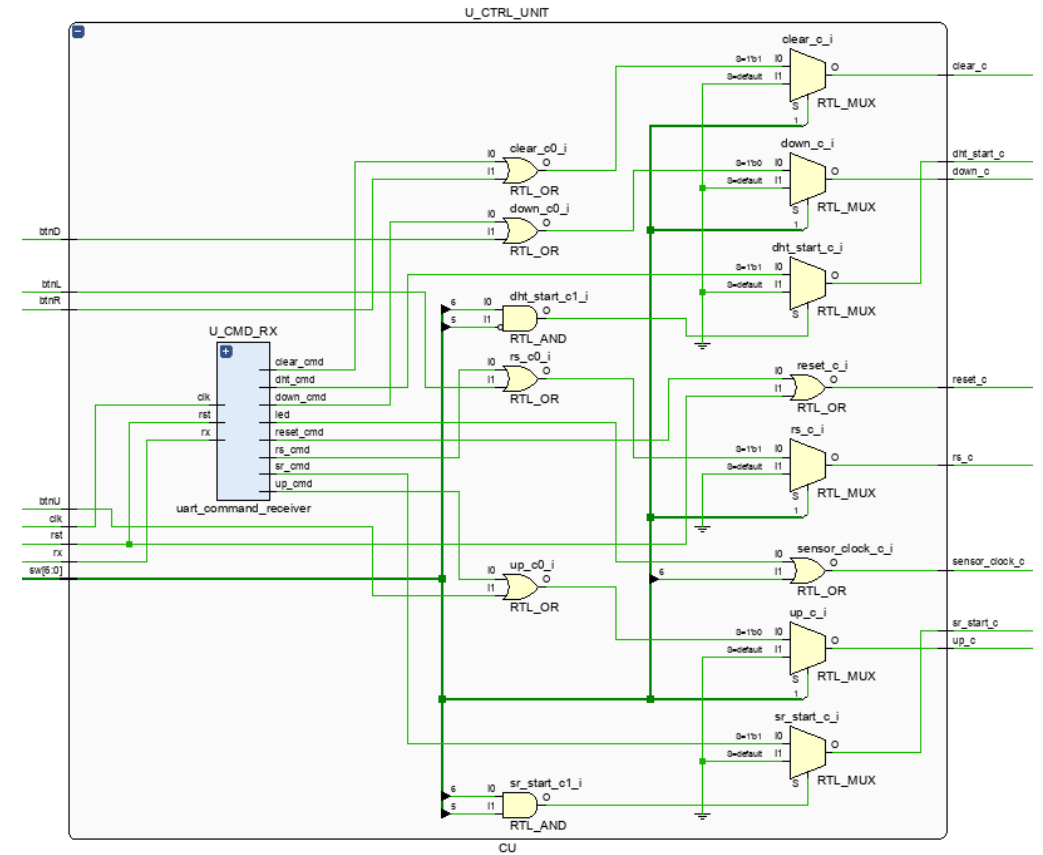 U_CTRL_UNIT
clear_c_i
S=1'b1 I0
S=default I1
O
S
1
RTL_MUX
clear_c
clear_c0_i
I0
I1
O
RTL_OR
down_c_i
S=1'b0 I0
S=default I1
O
S
1
RTL_MUX
dht_start_c
down_c
down_c0_i
I0
I1
O
RTL_OR
btnD
dht_start_c_i
S=1'b1 I0
S=default I1
O
S
RTL_MUX
btnL
btnR
dht_start_c1_i
6 I0
5 I1
O
RTL_AND
U_CMD_RX
clear_cmd
dht_cmd
down_cmd
led
reset_cmd
rs_cmd
sr_cmd
up_cmd
clk
rst
rx
uart_command_receiver
rs_c0_i
I0
I1
O
RTL_OR
reset_c_i
I0
I1
O
RTL_OR
reset_c
rs_c_i
S=1'b1 I0
S=default I1
O
S
1
RTL_MUX
rs_c
btnU
clk
rst
rx
sw[6:0]
sensor_clock_c_i
I0
6 I1
O
RTL_OR
sensor_clock_c
up_c0_i
I0
I1
O
RTL_OR
up_c_i
S=1'b0 I0
S=default I1
O
S
1
RTL_MUX
sr_start_c
up_c
sr_start_c_i
S=1'b1 I0
S=default I1
O
S
RTL_MUX
sr_start_c1_i
6 I0
5 I1
O
RTL_AND
CU